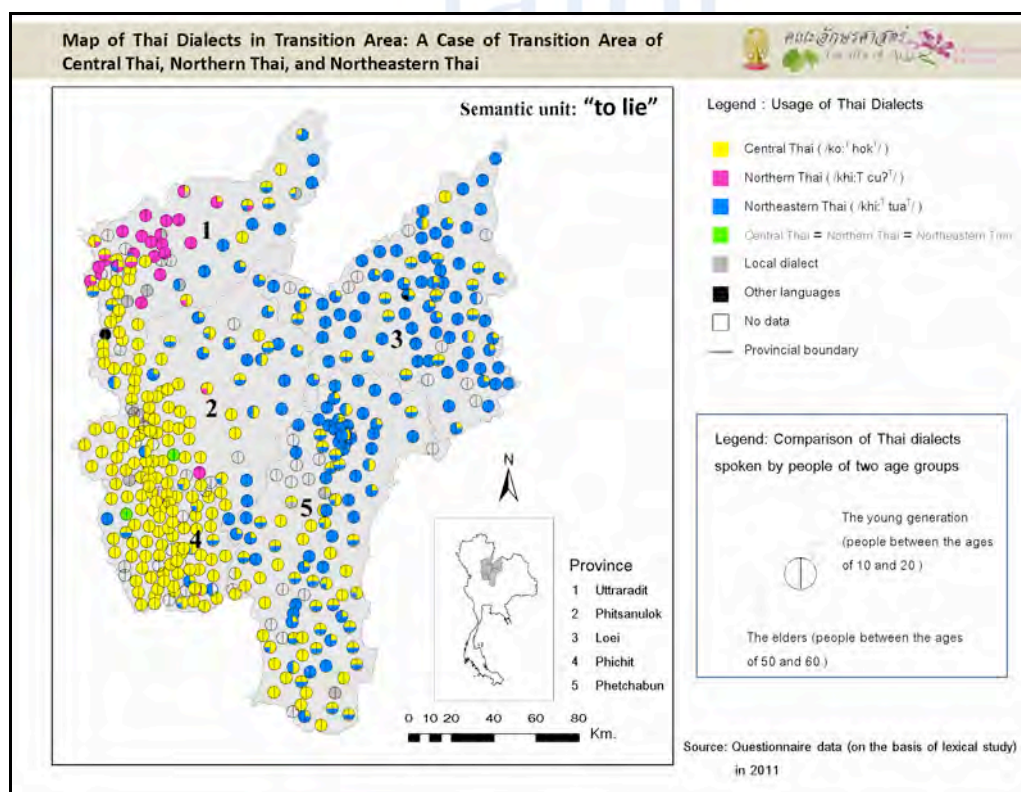 Map of Thai Dialects in Transition Area: A Case of Transition Area of
Central Thai, Northern Thai, and Northeastern Thai
คณะอักษรศาสตร์
Semantic unit: "to lie"
1
2
3
4
5
N
Province
1 Uttraradit
2 Phitsanulok
3 Loei
4 Phichit
5 Phetchabun
0 10 20 40 60 80
Km.
Legend : Usage of Thai Dialects
Central Thai ( /ko:ᵀ hokᵀ/ )
Northern Thai ( /khi:T cuʔᵀ/ )
Northeastern Thai ( /khi:ᵀ tuaᵀ/ )
Central Thai = Northern Thai = Northeastern
Local dialect
Other languages
No data
Provincial boundary
Legend: Comparison of Thai dialects
spoken by people of two age groups
The young generation
(people between the ages
of 10 and 20 )
The elders (people between the ages
of 50 and 60 )
Source: Questionnaire data (on the basis of lexical study)
in 2011